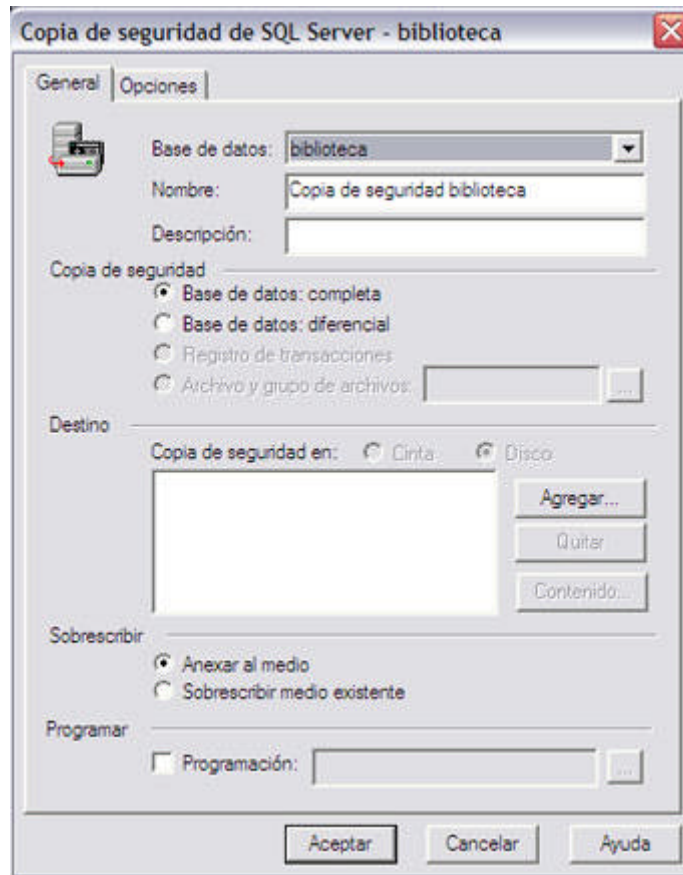 Copia de seguridad de SQL Server - biblioteca
General Opciones
Base de datos: biblioteca
Nombre: Copia de seguridad biblioteca
Descripción:
Copia de seguridad
Base de datos: completa
Base de datos: diferencial
Registro de transacciones
Archivo y grupo de archivos: ...
Destino
Copia de seguridad en: Cinta Disco
Agregar...
Quitar
Contenido...
Sobrescribir
Anexar al medio
Sobrescribir medio existente
Programar
Programación: ...
Aceptar Cancelar Ayuda